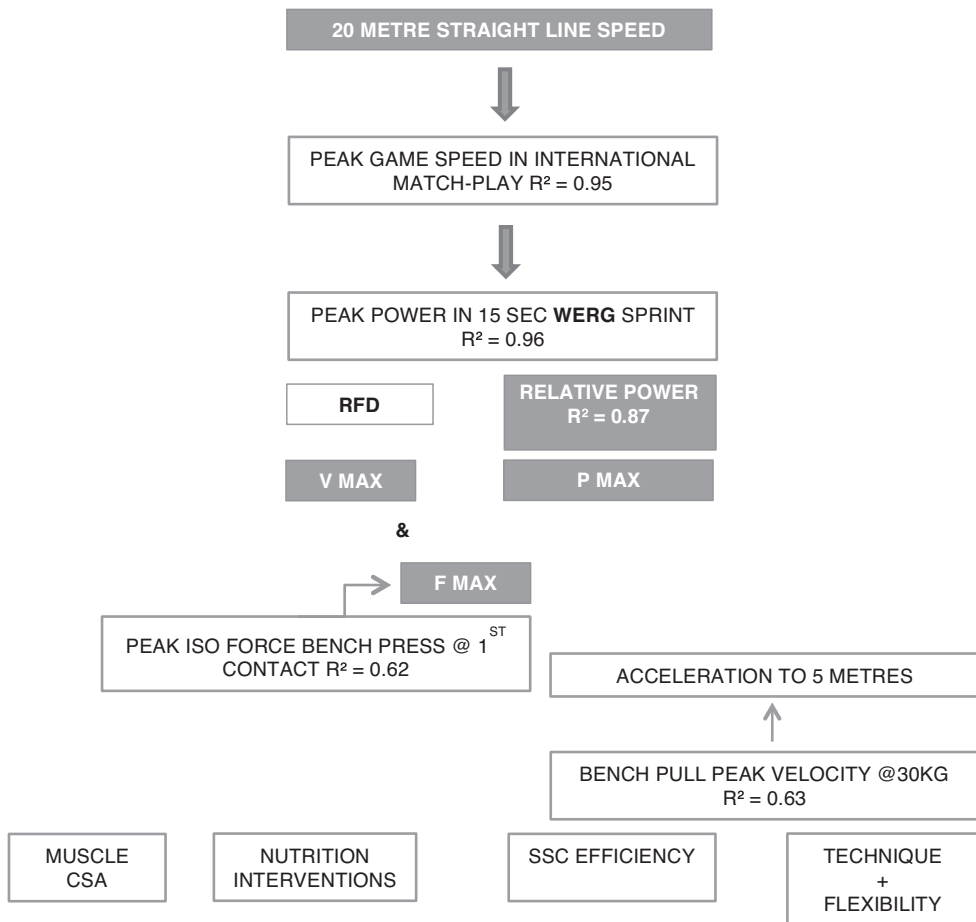 20 METRE STRAIGHT LINE SPEED
PEAK GAME SPEED IN INTERNATIONAL
MATCH-PLAY R² = 0.95
PEAK POWER IN 15 SEC WERG SPRINT
R² = 0.96
RFD
RELATIVE POWER
R² = 0.87
V MAX
P MAX
&
F MAX
PEAK ISO FORCE BENCH PRESS @ 1ST
CONTACT R² = 0.62
ACCELERATION TO 5 METRES
BENCH PULL PEAK VELOCITY @30KG
R² = 0.63
MUSCLE
CSA
NUTRITION
INTERVENTIONS
SSC EFFICIENCY
TECHNIQUE
+
FLEXIBILITY